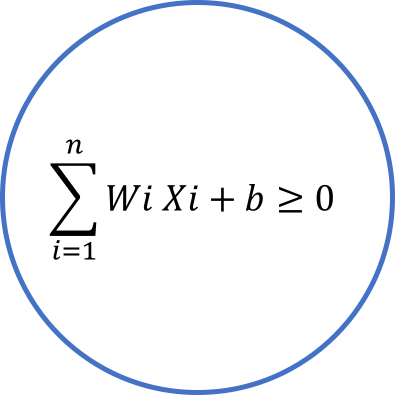 n
∑ Wi Xi + b ≥ 0
i=1